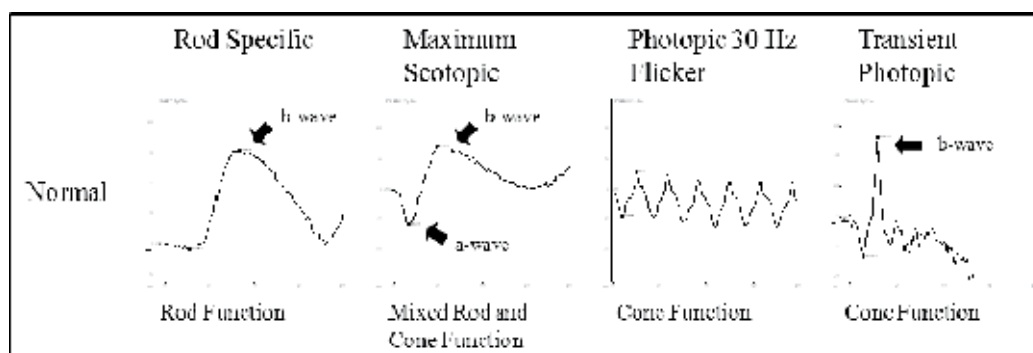 Rod Specific
Maximum
Scotopic
Photopic 30 Hz
Flicker
Transient
Photopic
b-wave
b-wave
b-wave
a-wave
Normal
Rod Function
Mixed Rod and
Cone Function
Cone Function
Cone Function